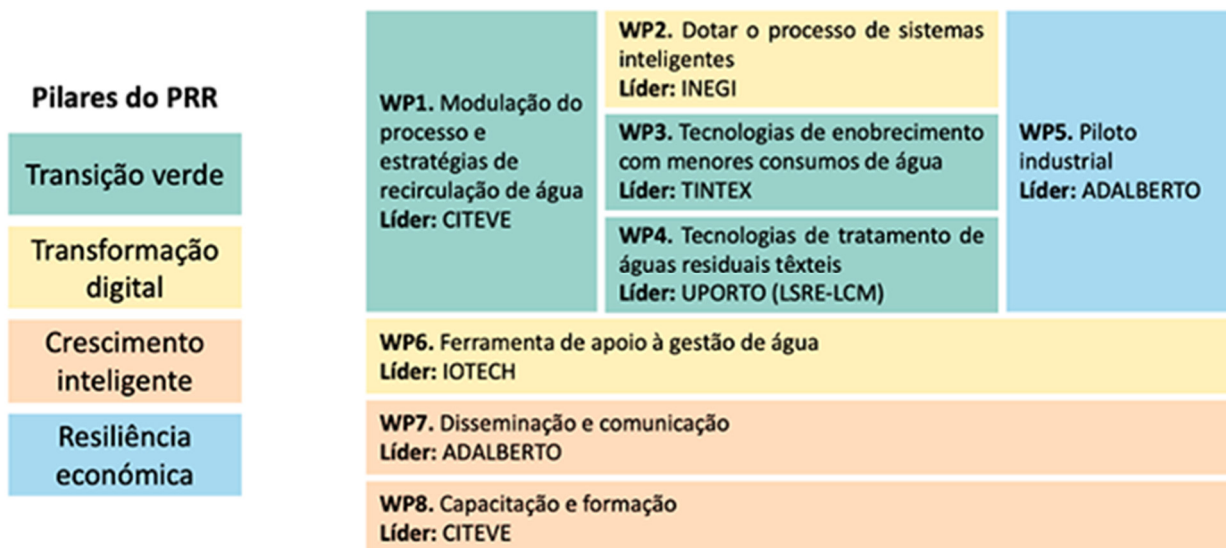 Pilares do PRR
Transição verde
Transformação
digital
Crescimento
inteligente
Resiliência
económica
WP1. Modulação do
processo e
estratégias de
recirculação de água
Líder: CITEVE
WP2. Dotar o processo de sistemas
inteligentes
Líder: INEGI
WP3. Tecnologias de enobrecimento
com menores consumos de água
Líder: TINTEX
WP4. Tecnologias de tratamento de
águas residuais têxteis
Líder: UPORTO (LSRE-LCM)
WP5. Piloto
industrial
Líder: ADALBERTO
WP6. Ferramenta de apoio à gestão de água
Líder: IOTECH
WP7. Disseminação e comunicação
Líder: ADALBERTO
WP8. Capacitação e formação
Líder: CITEVE